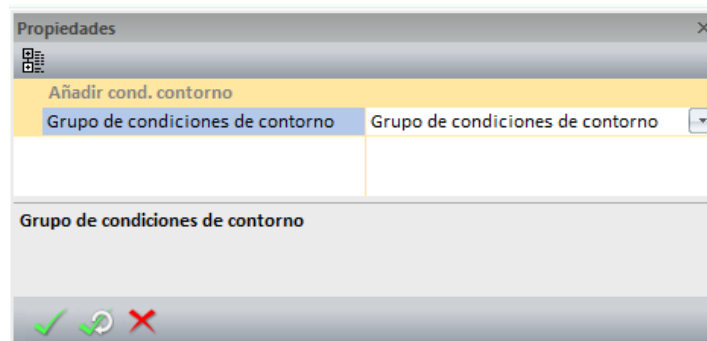 Propiedades
Añadir cond. contorno
Grupo de condiciones de contorno Grupo de condiciones de contorno
Grupo de condiciones de contorno